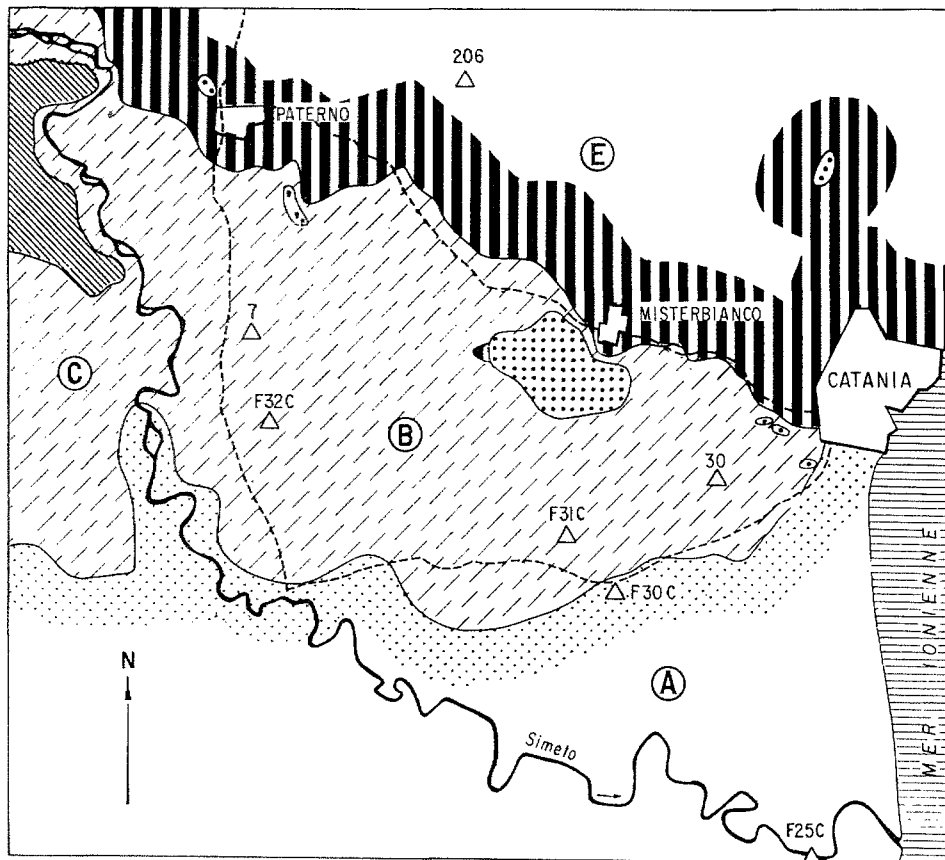 206
PATERNO
E
7
MISTERBIANCO
C
CATANIA
F32C
B
30
F31C
F30C
N
A
Simeto
F25C
MER IONIENNE